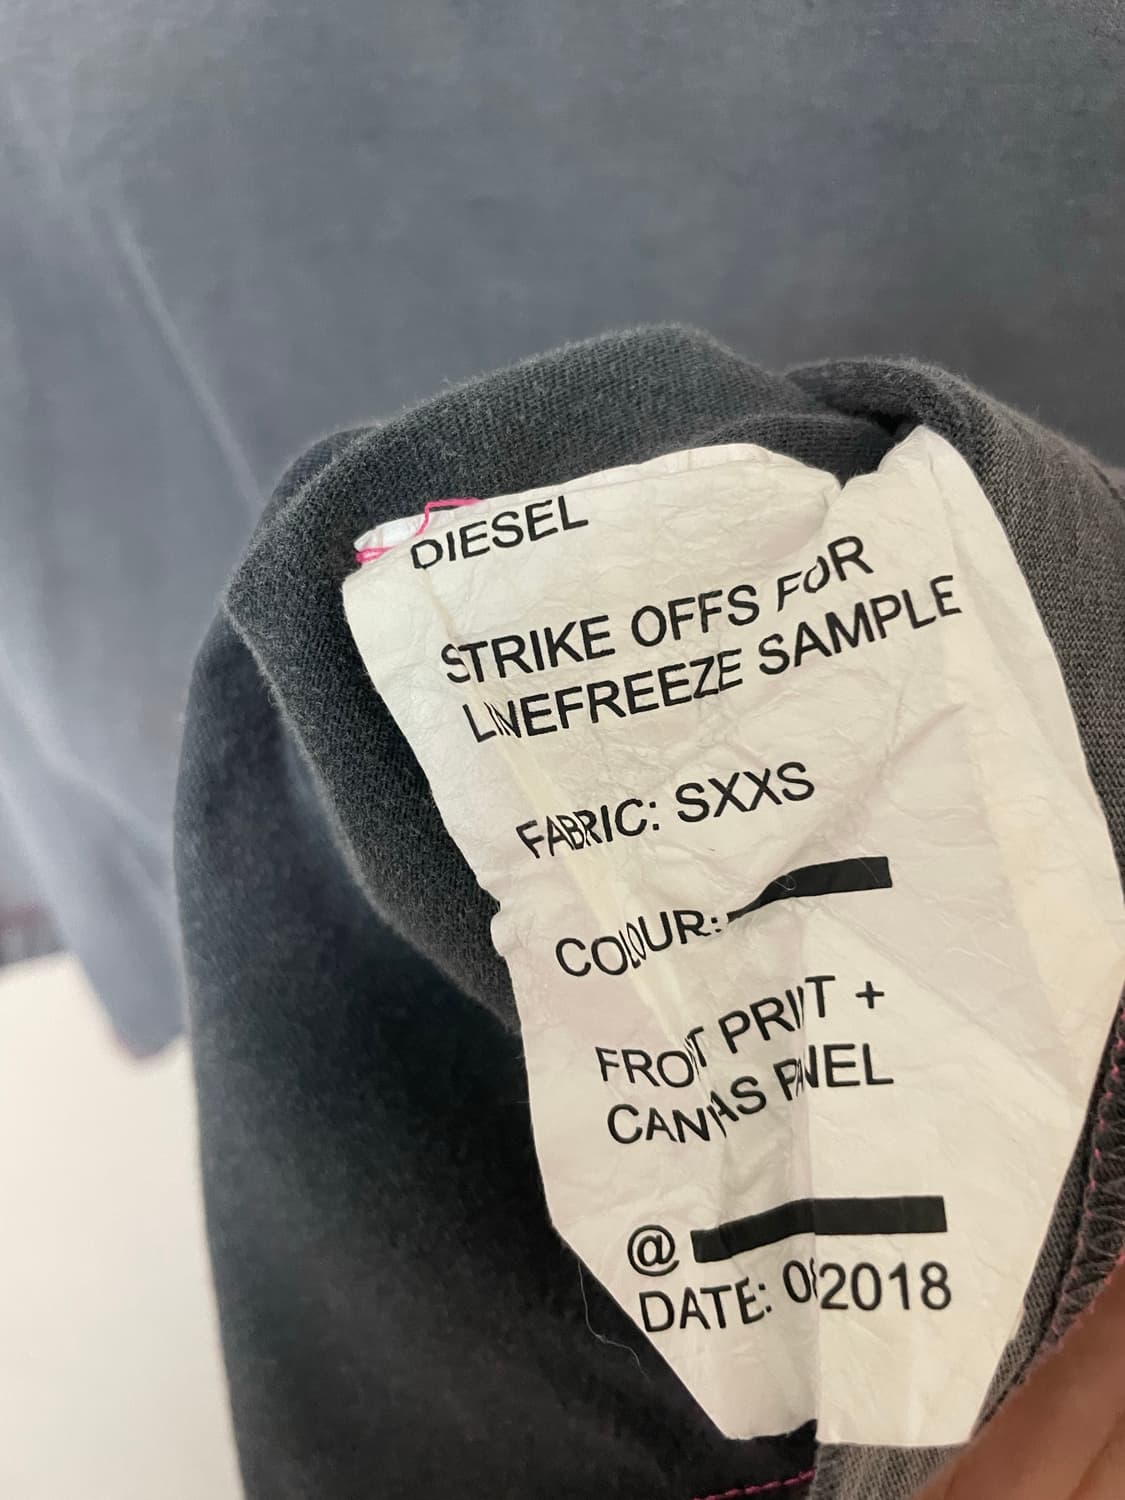 DIESEL
STRIKE OFFS FOR
LINEFREEZE SAMPLE
FABRIC: SXXS
COLOUR:
FRONT PRINT +
CANVAS PANEL
@
DATE: 2018